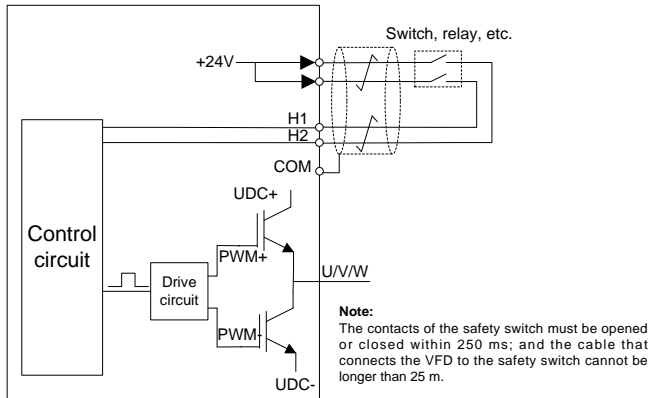 Switch, relay, etc.
+24V
H1
H2
COM
UDC+
Control
circuit
PWM+
Drive
circuit
U/V/W
PWM-
UDC-
Note:
The contacts of the safety switch must be opened
or closed within 250 ms; and the cable that
connects the VFD to the safety switch cannot be
longer than 25 m.